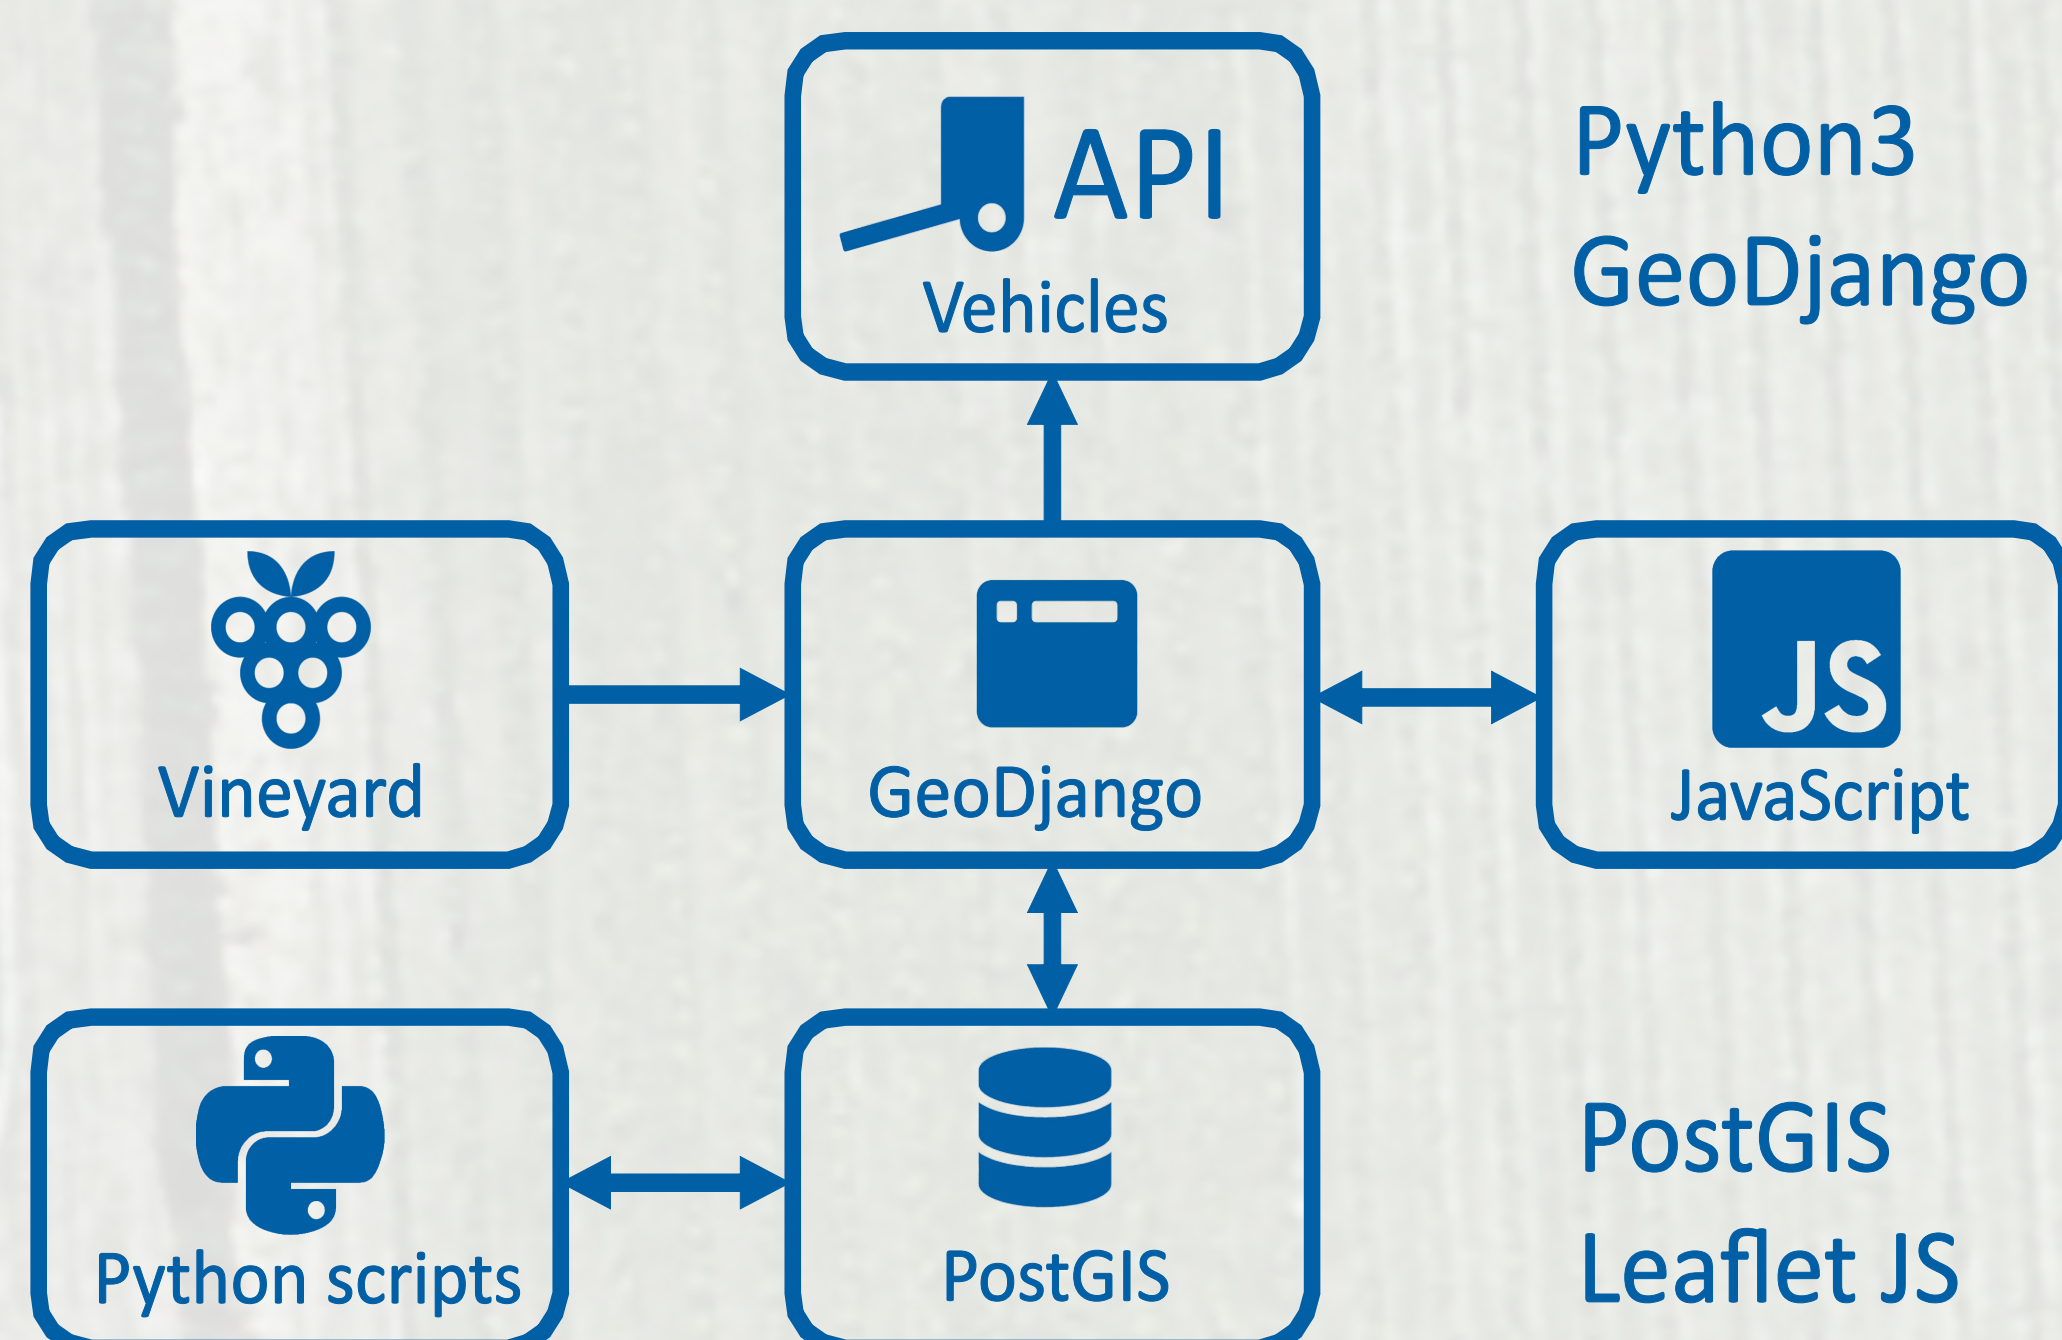 API
Vehicles
Python3
GeoDjango
Vineyard
GeoDjango
JS
JavaScript
Python scripts
PostGIS
PostGIS
Leaflet JS